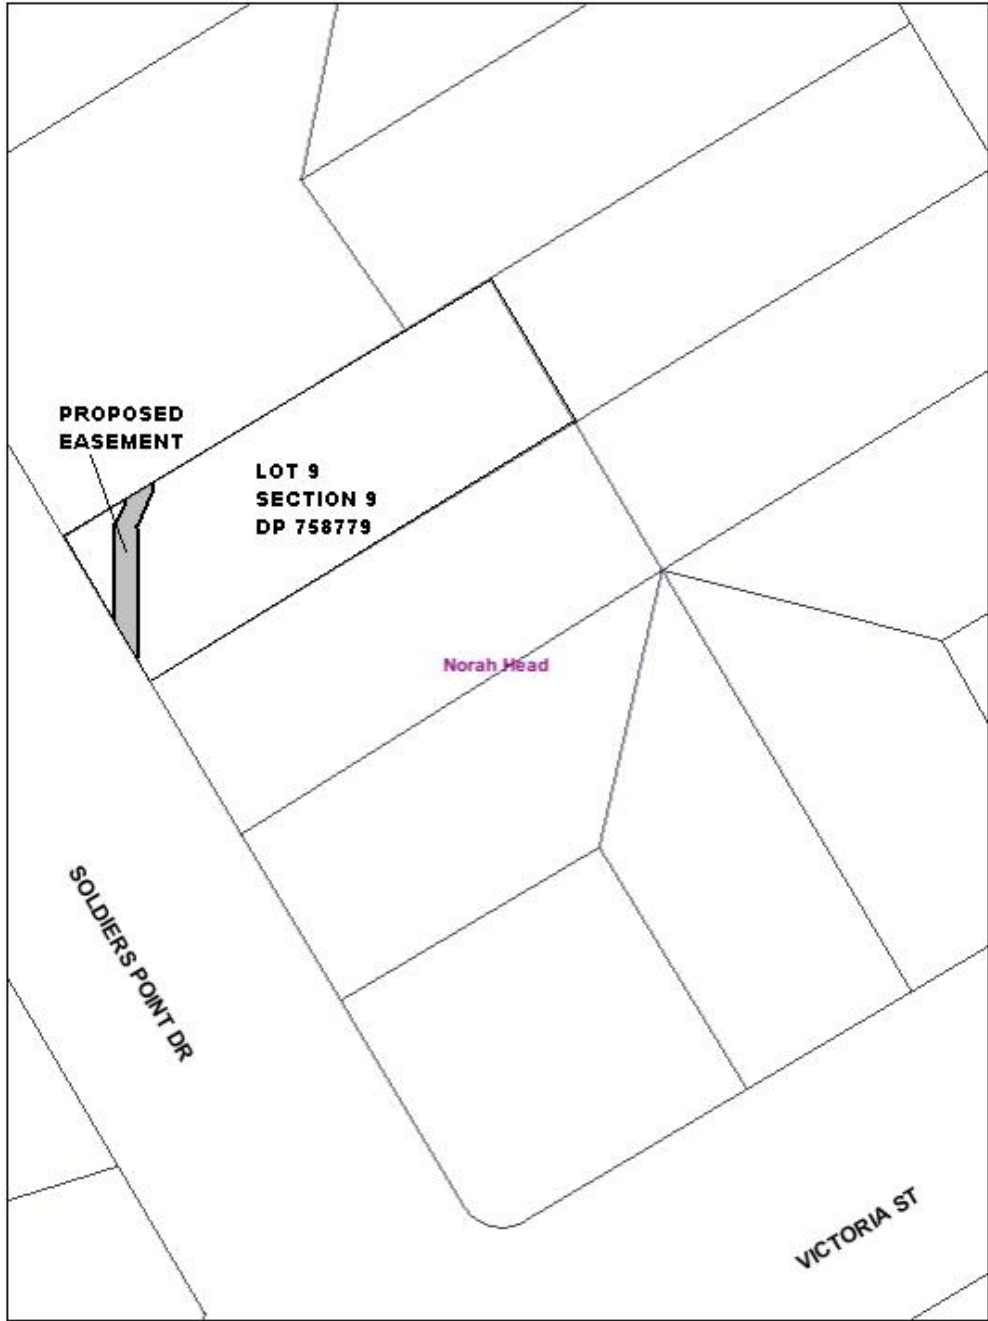 PROPOSED
EASEMENT
LOT 9
SECTION 9
DP 758779
Norah Head
SOLDIERS POINT DR
VICTORIA ST